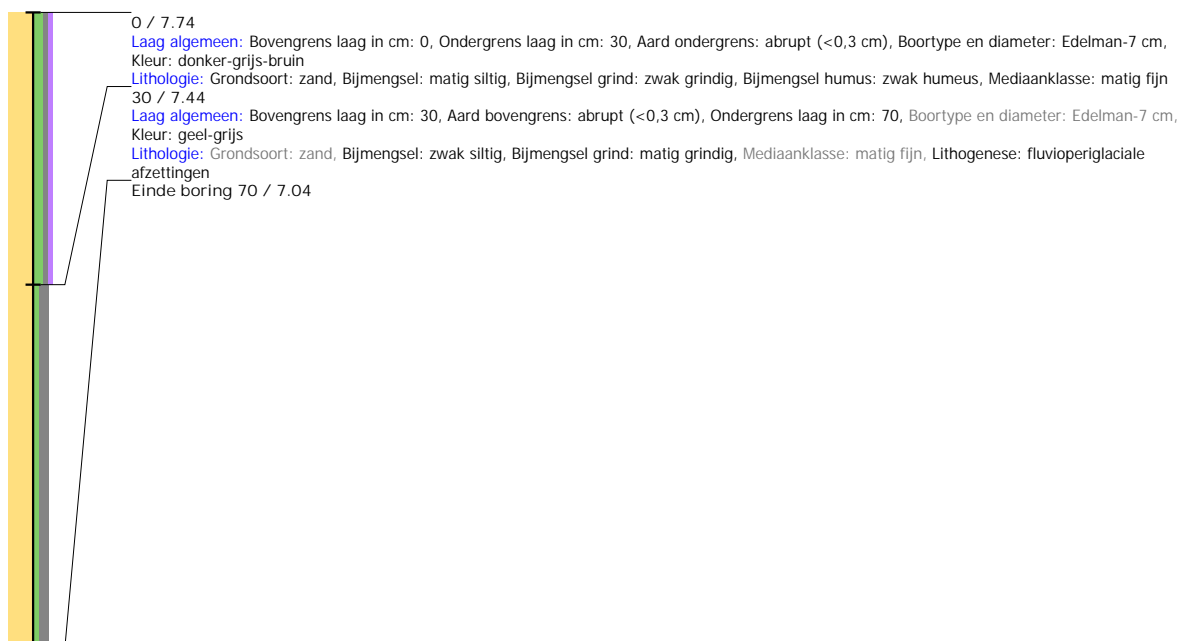 0 / 7.74
Laag algemeen: Bovengrens laag in cm: 0, Ondergrens laag in cm: 30, Aard ondergrens: abrupt (<0,3 cm), Boortype en diameter: Edelman-7 cm,
Kleur: donker-grijs-bruin
Lithologie: Grondsoort: zand, Bijmengsel: matig siltig, Bijmengsel grind: zwak grindig, Bijmengsel humus: zwak humeus, Mediaanklasse: matig fijn
30 / 7.44
Laag algemeen: Bovengrens laag in cm: 30, Aard bovengrens: abrupt (<0,3 cm), Ondergrens laag in cm: 70, Boortype en diameter: Edelman-7 cm,
Kleur: geel-grijs
Lithologie: Grondsoort: zand, Bijmengsel: zwak siltig, Bijmengsel grind: matig grindig, Mediaanklasse: matig fijn, Lithogenese: fluvioperiglaciale
afzettingen
Einde boring 70 / 7.04